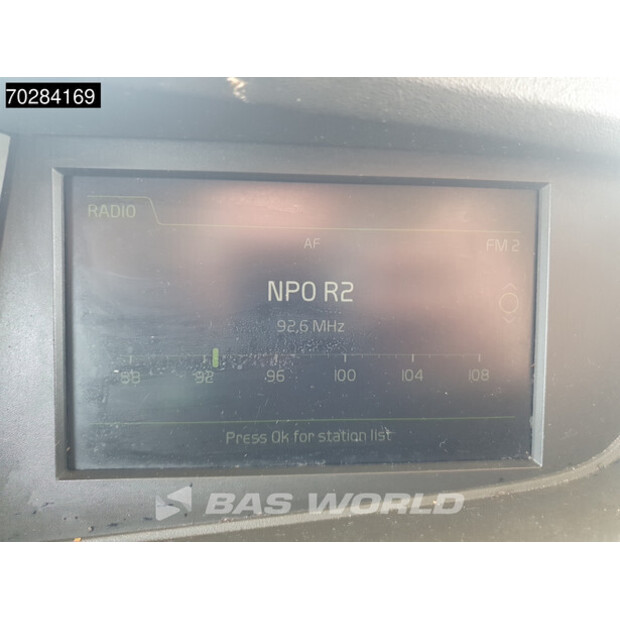 70284169
RADIO
AF
FM 2
NPO R2
92,6 MHz
88 92 96 100 104 108
Press Ok for station list
BAS WORLD